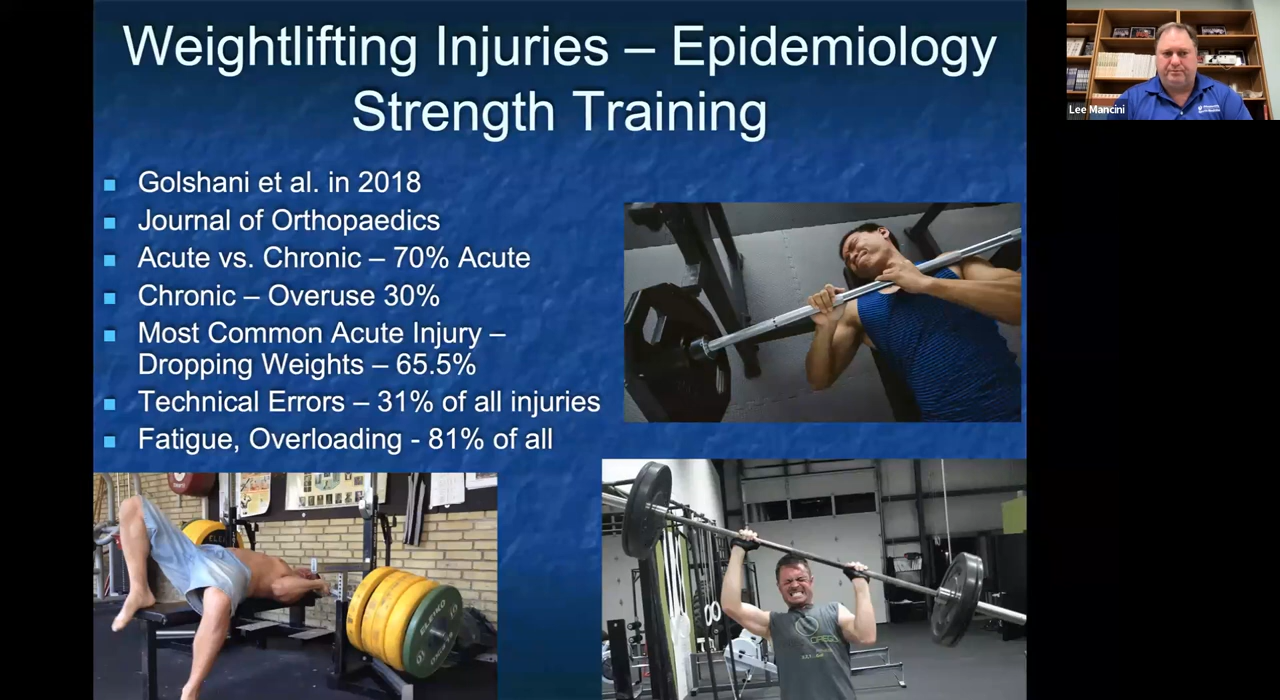 Weightlifting Injuries – Epidemiology
Strength Training
Golshani et al. in 2018
Journal of Orthopaedics
Acute vs. Chronic – 70% Acute
Chronic – Overuse 30%
Most Common Acute Injury –
Dropping Weights – 65.5%
Technical Errors – 31% of all injuries
Fatigue, Overloading - 81% of all
Lee Mancini
ELEIKO